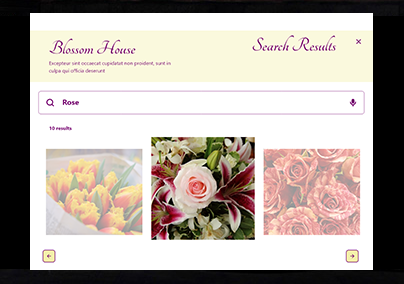 Blossom House
Search Results
Excepteur sint occaecat cupidatat non proident, sunt in
culpa qui officia deserunt
Rose
10 results